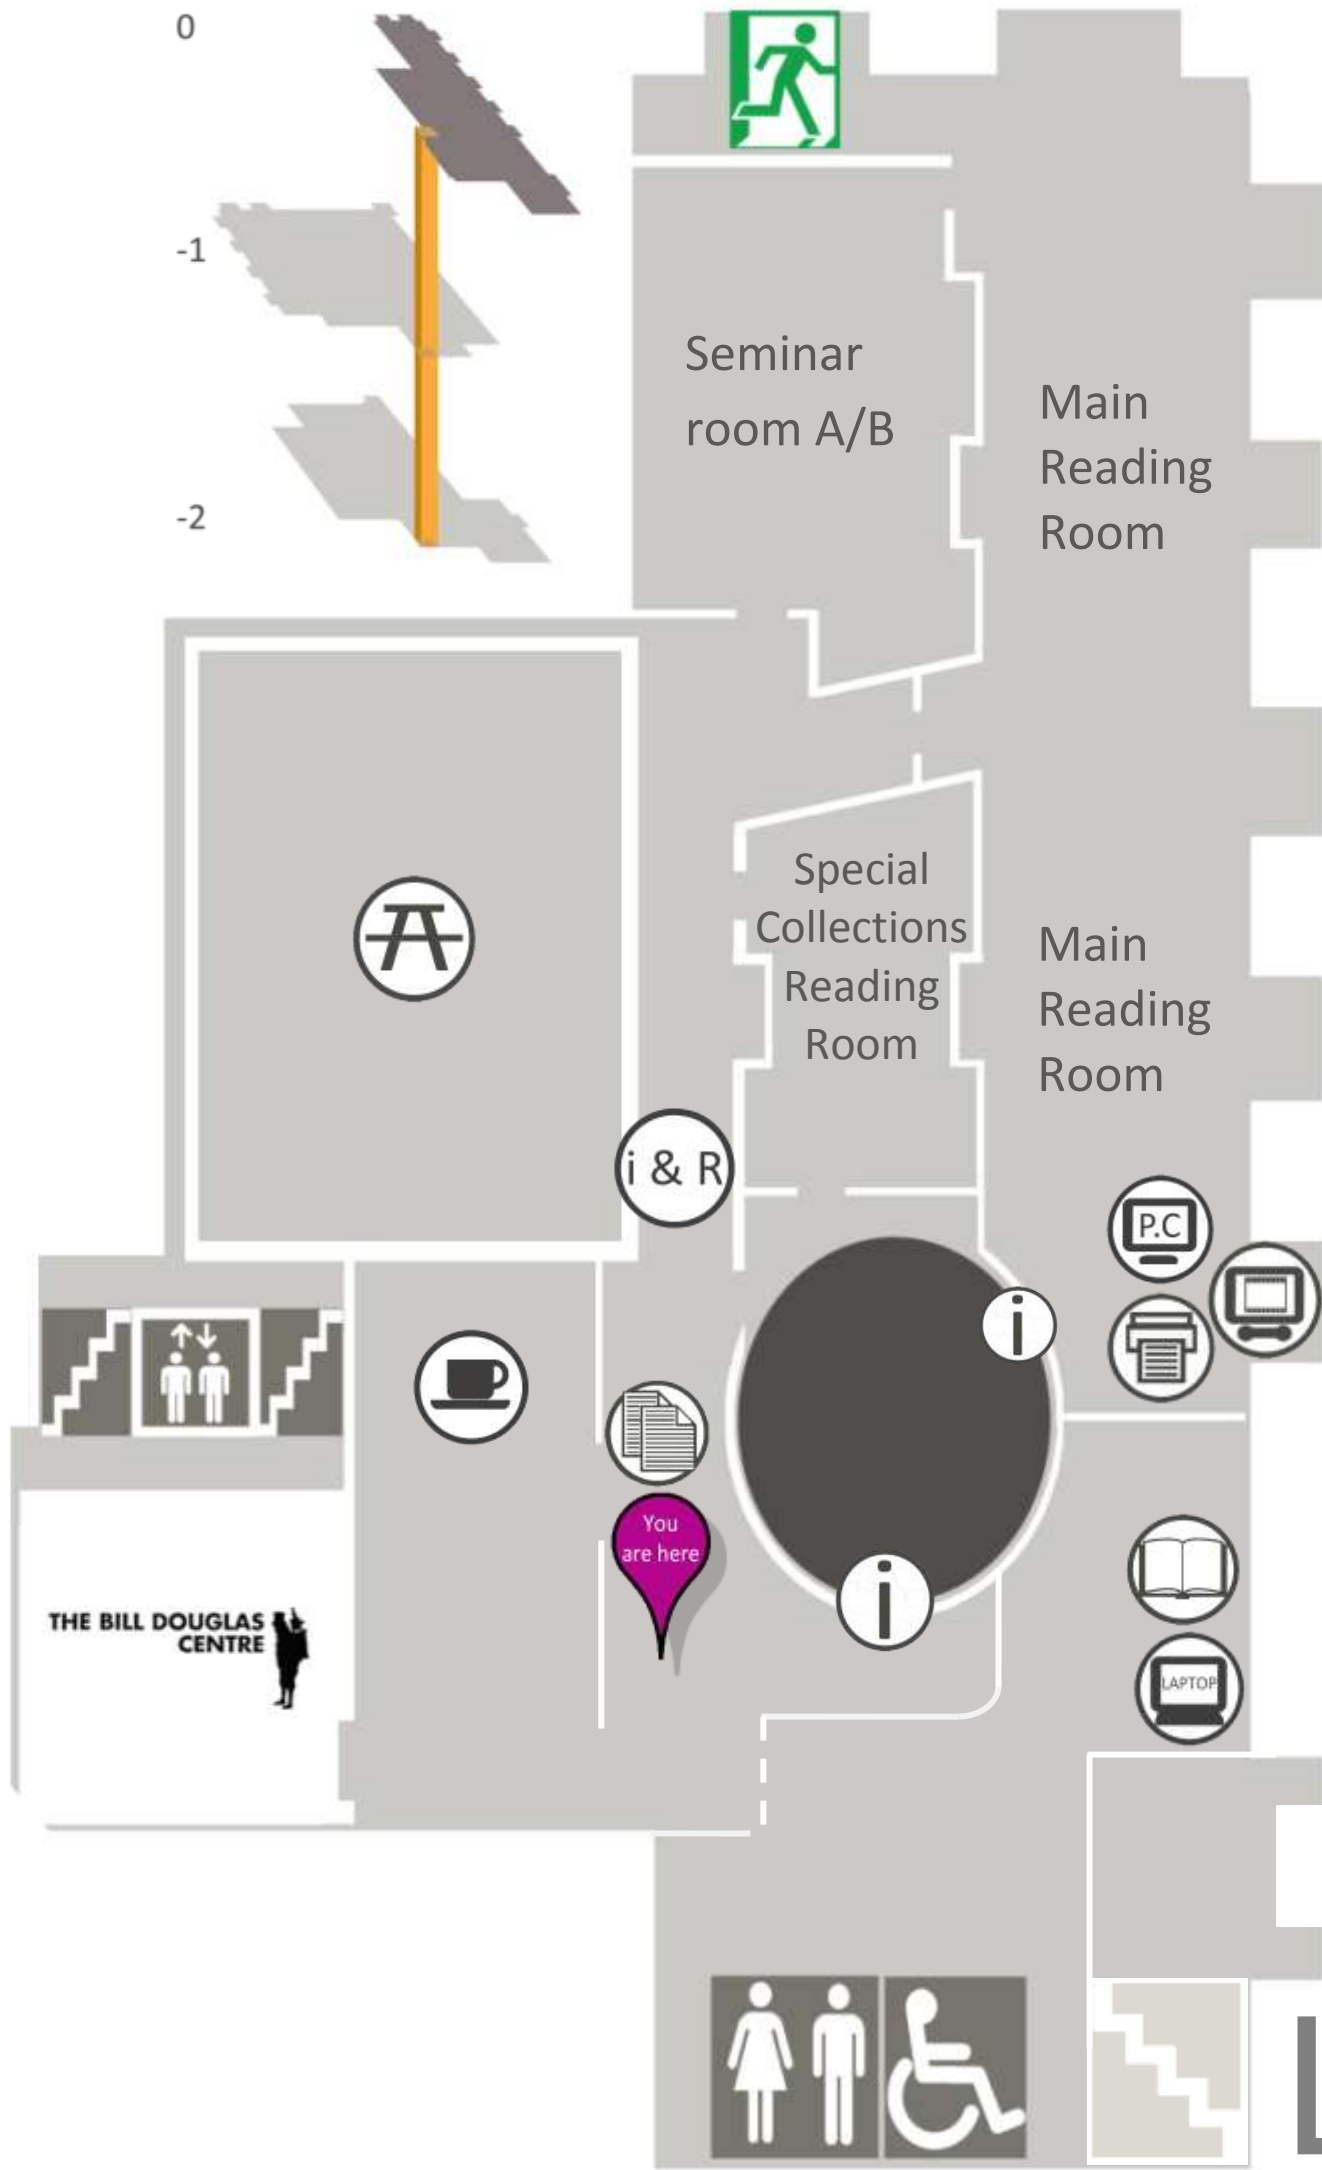 0
-1
-2
Seminar
room A/B
Main
Reading
Room
Special
Collections
Reading
Room
Main
Reading
Room
i & R
P.C
i
You
are here
i
THE BILL DOUGLAS
CENTRE
LAPTOP
L